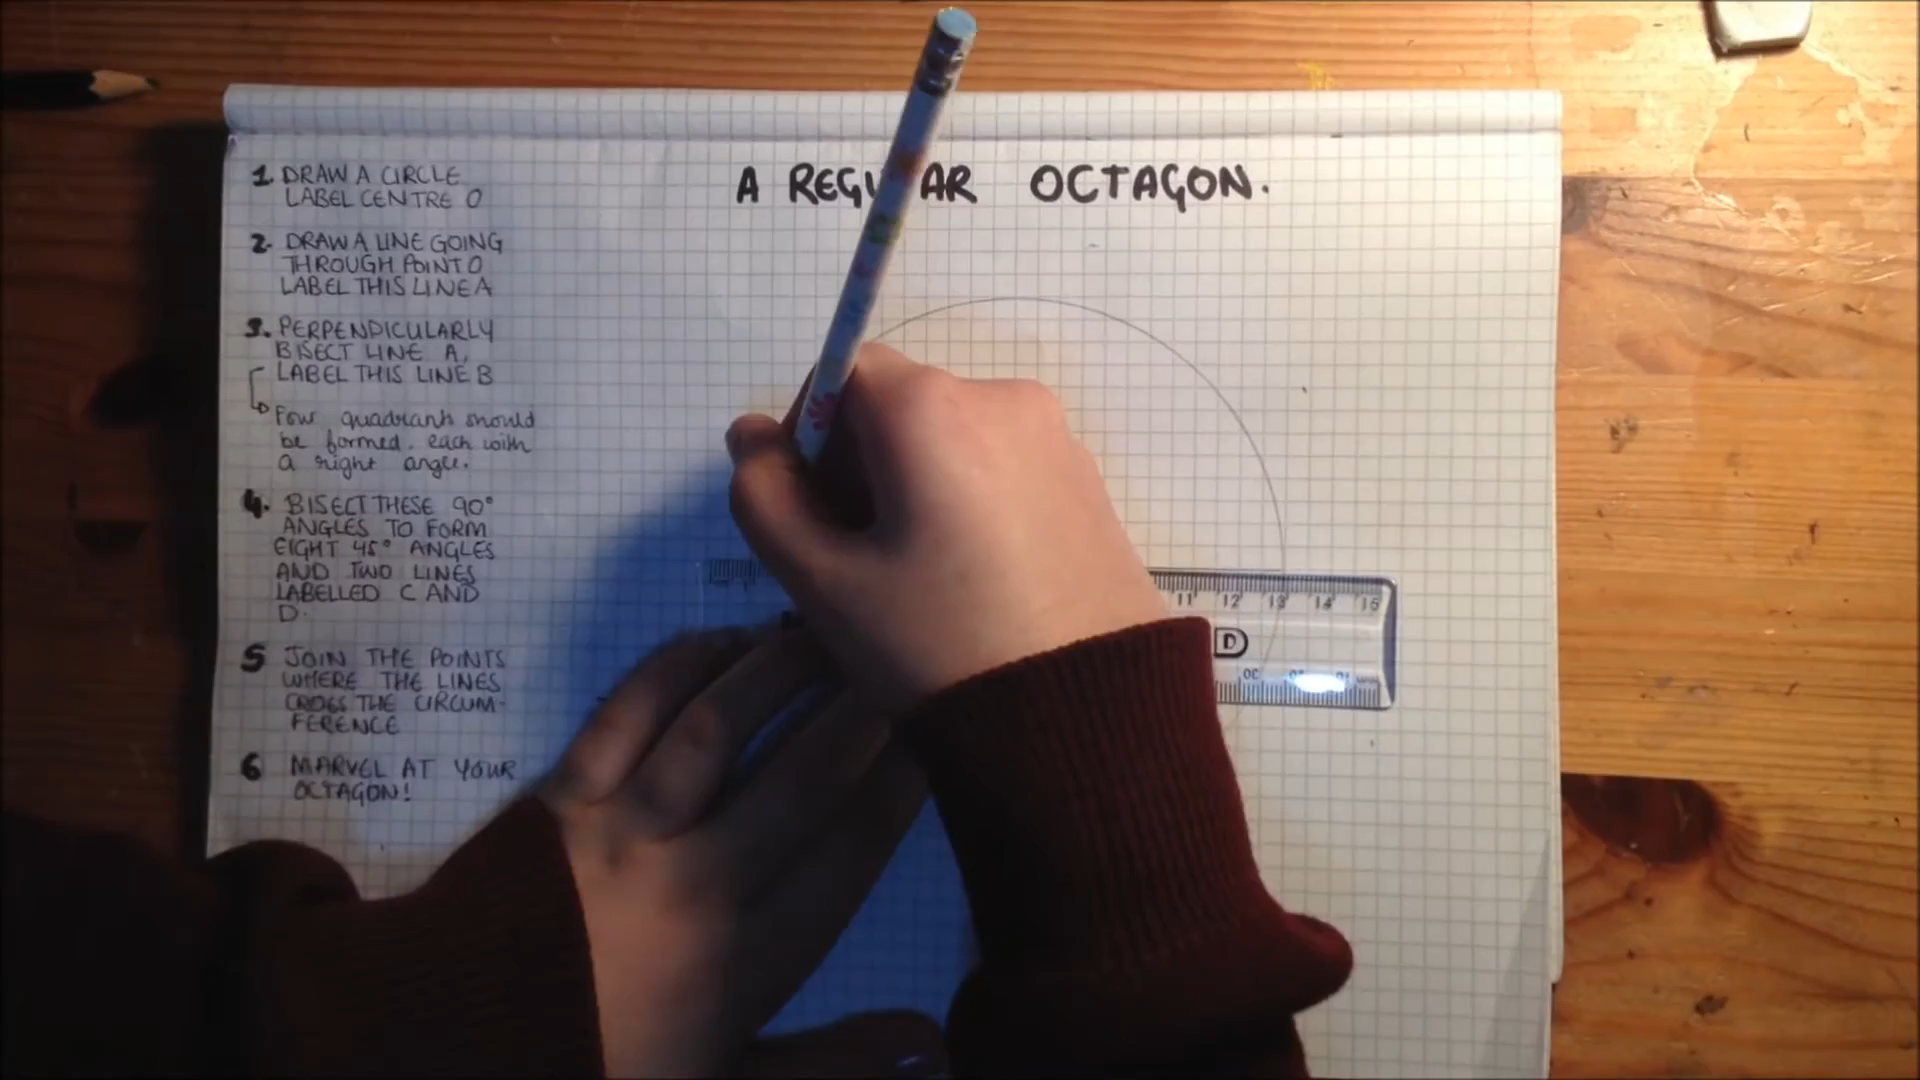 A REGU AR OCTAGON.
1. DRAW A CIRCLE
LABEL CENTRE O
2. DRAW A LINE GOING
THROUGH POINT O
LABEL THIS LINE A
3. PERPENDICULARLY
BISECT LINE A,
LABEL THIS LINE B
Four quadrants should
be formed, each with
a right angle.
4. BISECT THESE 90°
ANGLES TO FORM
EIGHT 45° ANGLES
AND TWO LINES
LABELLED C AND
D.
5 JOIN THE POINTS
WHERE THE LINES
CROSS THE CIRCUM-
FERENCE
6 MARVEL AT YOUR
OCTAGON!
11 12 13 14 15
D